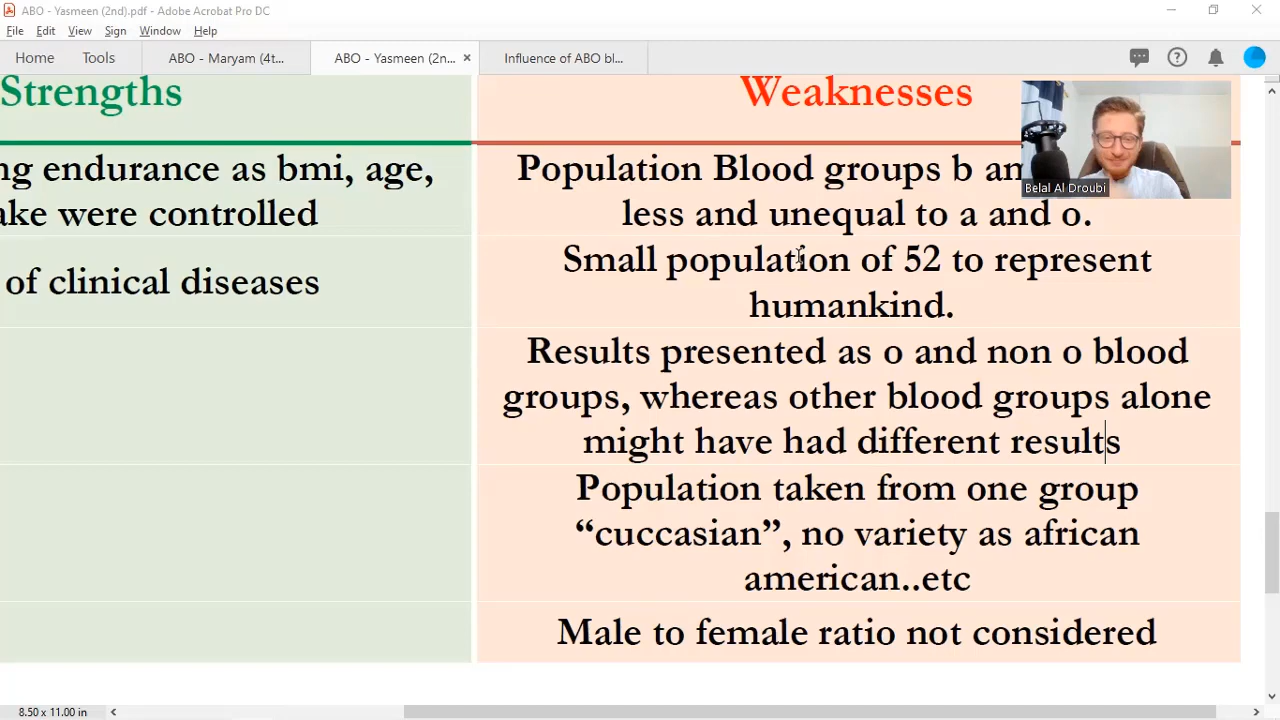 ABO - Yasmeen (2nd).pdf - Adobe Acrobat Pro DC
File Edit View Sign Window Help
Home Tools ABO - Maryam (4t... ABO - Yasmeen (2n... × Influence of ABO bl...
Strengths
ng endurance as bmi, age,
ake were controlled
of clinical diseases
Weaknesses
Population Blood groups b an
less and unequal to a and o.
Small population of 52 to represent
humankind.
Results presented as o and non o blood
groups, whereas other blood groups alone
might have had different results
Population taken from one group
“cuccasian”, no variety as african
american..etc
Male to female ratio not considered
Belal Al Droubi
8.50 x 11.00 in